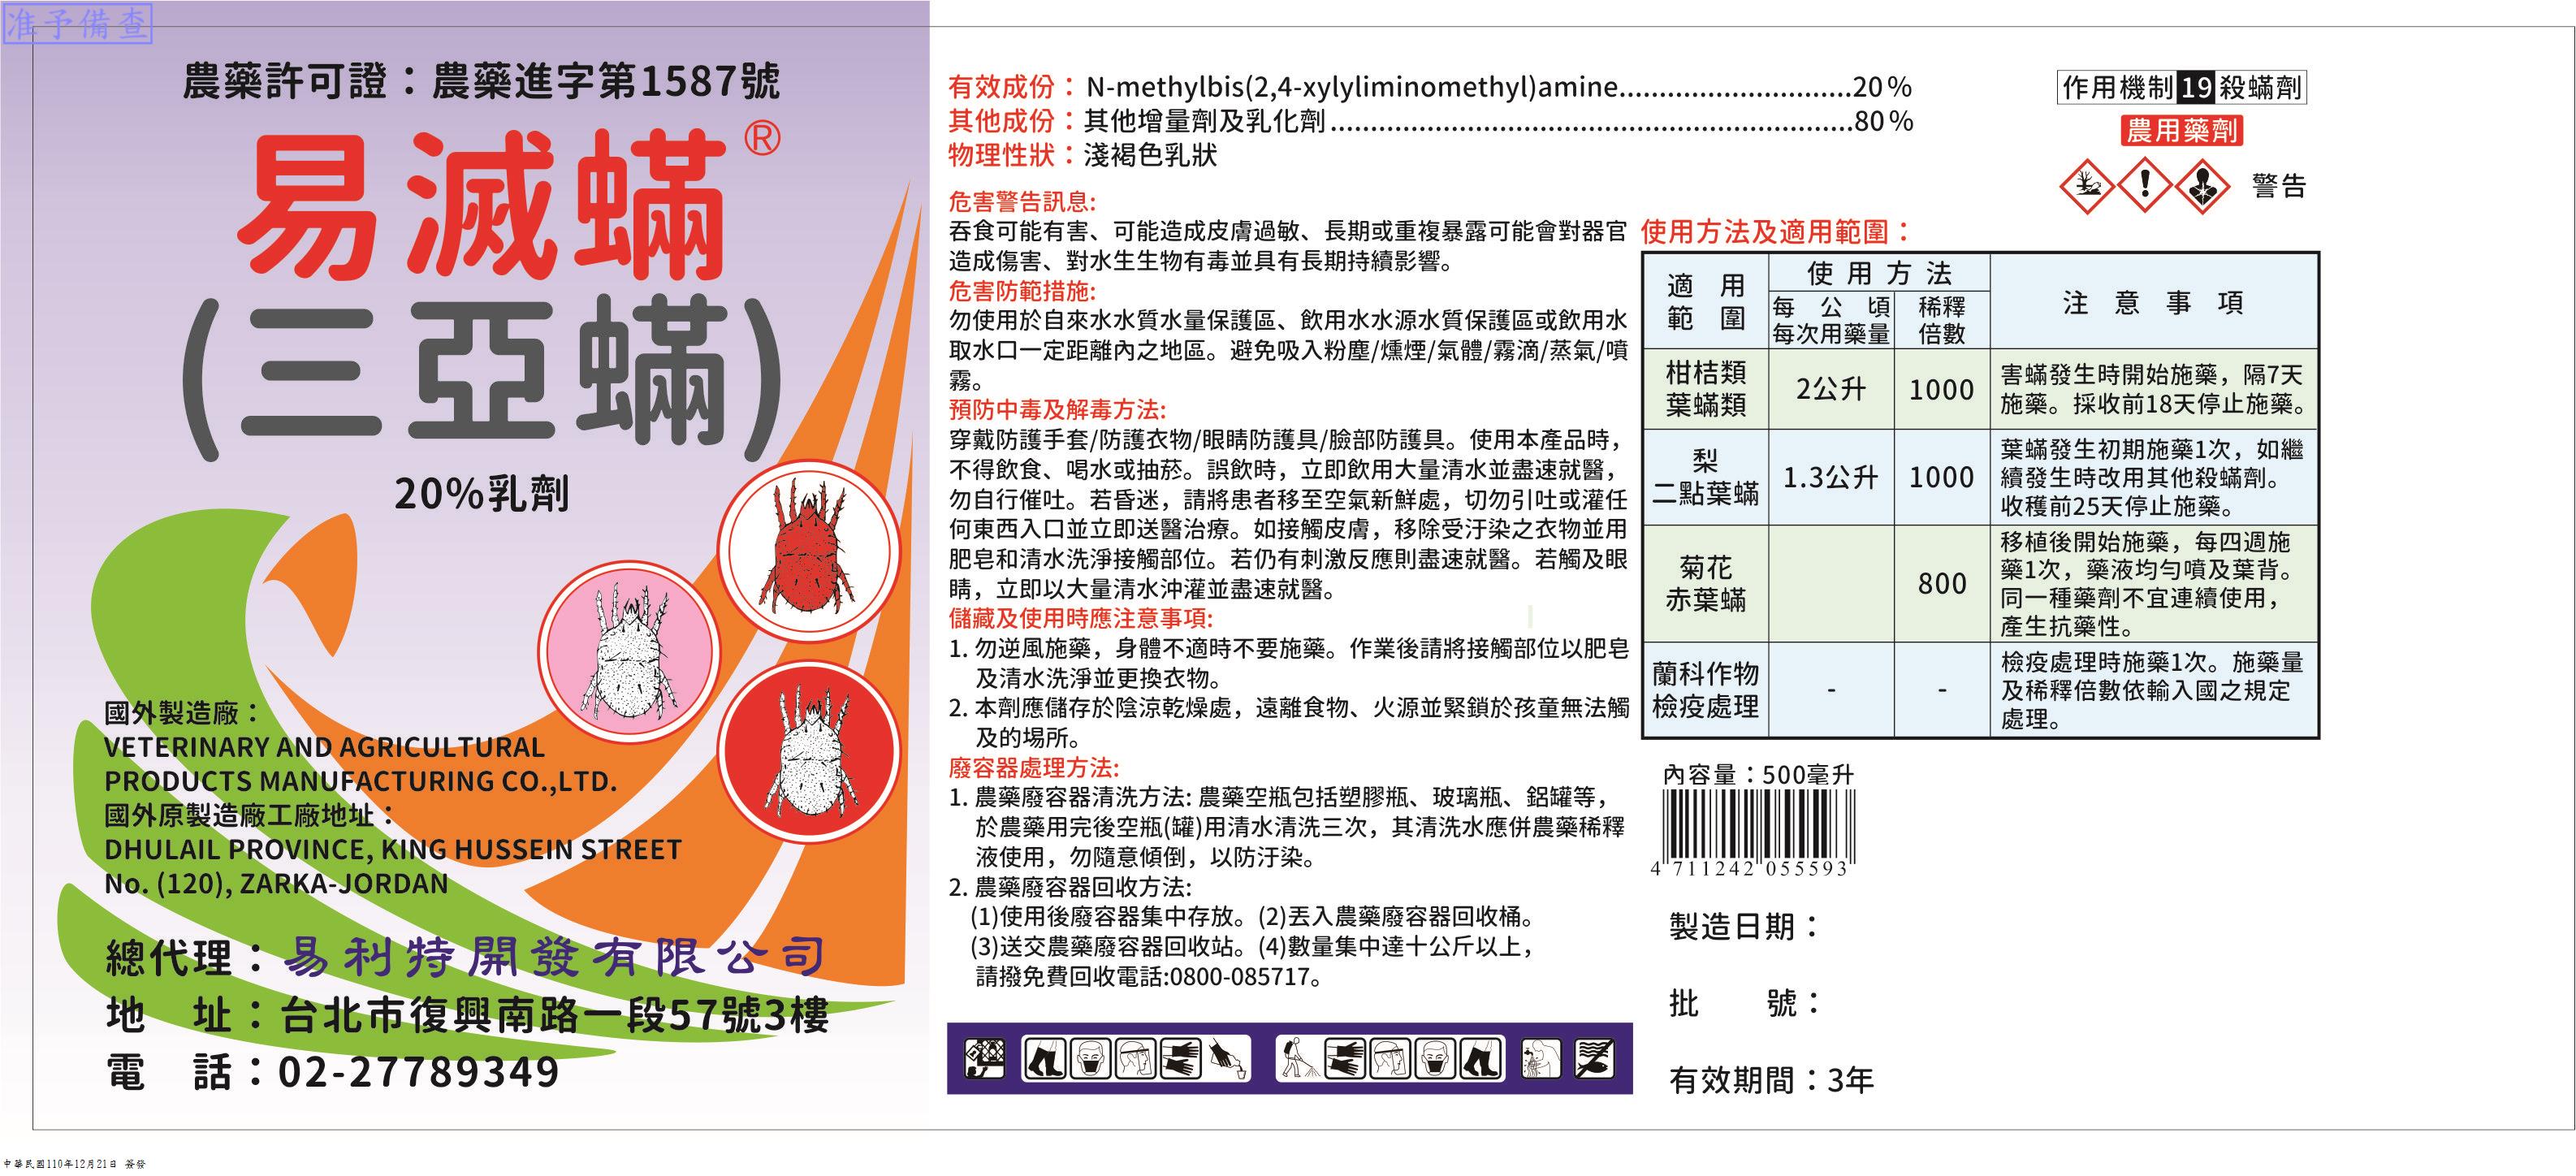 准予備查
農藥許可證：農藥進字第1587號
易滅蟎®
(三亞蟎)
20%乳劑
國外製造廠：
VETERINARY AND AGRICULTURAL
PRODUCTS MANUFACTURING CO.,LTD.
國外原製造廠工廠地址：
DHULAIL PROVINCE, KING HUSSEIN STREET
No. (120), ZARKA-JORDAN
總代理：易利特開發有限公司
地　址：台北市復興南路一段57號3樓
電　話：02-27789349
有效成份：N-methylbis(2,4-xylyliminomethyl)amine............................20%
其他成份：其他增量劑及乳化劑................................................................80%
物理性狀：淺褐色乳狀
危害警告訊息:
吞食可能有害、可能造成皮膚過敏、長期或重複暴露可能會對器官
造成傷害、對水生生物有毒並具有長期持續影響。
危害防範措施:
勿使用於自來水水質水量保護區、飲用水水源水質保護區或飲用水
取水口一定距離內之地區。避免吸入粉塵/燻煙/氣體/霧滴/蒸氣/噴
霧。
預防中毒及解毒方法:
穿戴防護手套/防護衣物/眼睛防護具/臉部防護具。使用本產品時，
不得飲食、喝水或抽菸。誤飲時，立即飲用大量清水並盡速就醫，
勿自行催吐。若昏迷，請將患者移至空氣新鮮處，切勿引吐或灌任
何東西入口並立即送醫治療。如接觸皮膚，移除受汙染之衣物並用
肥皂和清水洗淨接觸部位。若仍有刺激反應則盡速就醫。若觸及眼
睛，立即以大量清水沖灌並盡速就醫。
儲藏及使用時應注意事項:
1. 勿逆風施藥，身體不適時不要施藥。作業後請將接觸部位以肥皂
及清水洗淨並更換衣物。
2. 本劑應儲存於陰涼乾燥處，遠離食物、火源並緊鎖於孩童無法觸
及的場所。
廢容器處理方法:
1. 農藥廢容器清洗方法: 農藥空瓶包括塑膠瓶、玻璃瓶、鋁罐等，
於農藥用完後空瓶(罐)用清水清洗三次，其清洗水應併農藥稀釋
液使用，勿隨意傾倒，以防汙染。
2. 農藥廢容器回收方法:
(1)使用後廢容器集中存放。(2)丟入農藥廢容器回收桶。
(3)送交農藥廢容器回收站。(4)數量集中達十公斤以上，
請撥免費回收電話:0800-085717。
作用機制 19 殺蟎劑
農用藥劑
警告
使用方法及適用範圍：
適　用
範　圍
使 用 方 法
每　公　頃
每次用藥量
稀釋
倍數
注　意　事　項
柑桔類
葉蟎類
2公升
1000
害蟎發生時開始施藥，隔7天
施藥。採收前18天停止施藥。
梨
二點葉蟎
1.3公升
1000
葉蟎發生初期施藥1次，如繼
續發生時改用其他殺蟎劑。
收穫前25天停止施藥。
菊花
赤葉蟎
800
移植後開始施藥，每四週施
藥1次，藥液均勻噴及葉背。
同一種藥劑不宜連續使用，
產生抗藥性。
蘭科作物
檢疫處理
-
-
檢疫處理時施藥1次。施藥量
及稀釋倍數依輸入國之規定
處理。
內容量：500毫升
4 711242 055593
製造日期：
批　　號：
有效期間：3年
中華民國110年12月21日 簽發